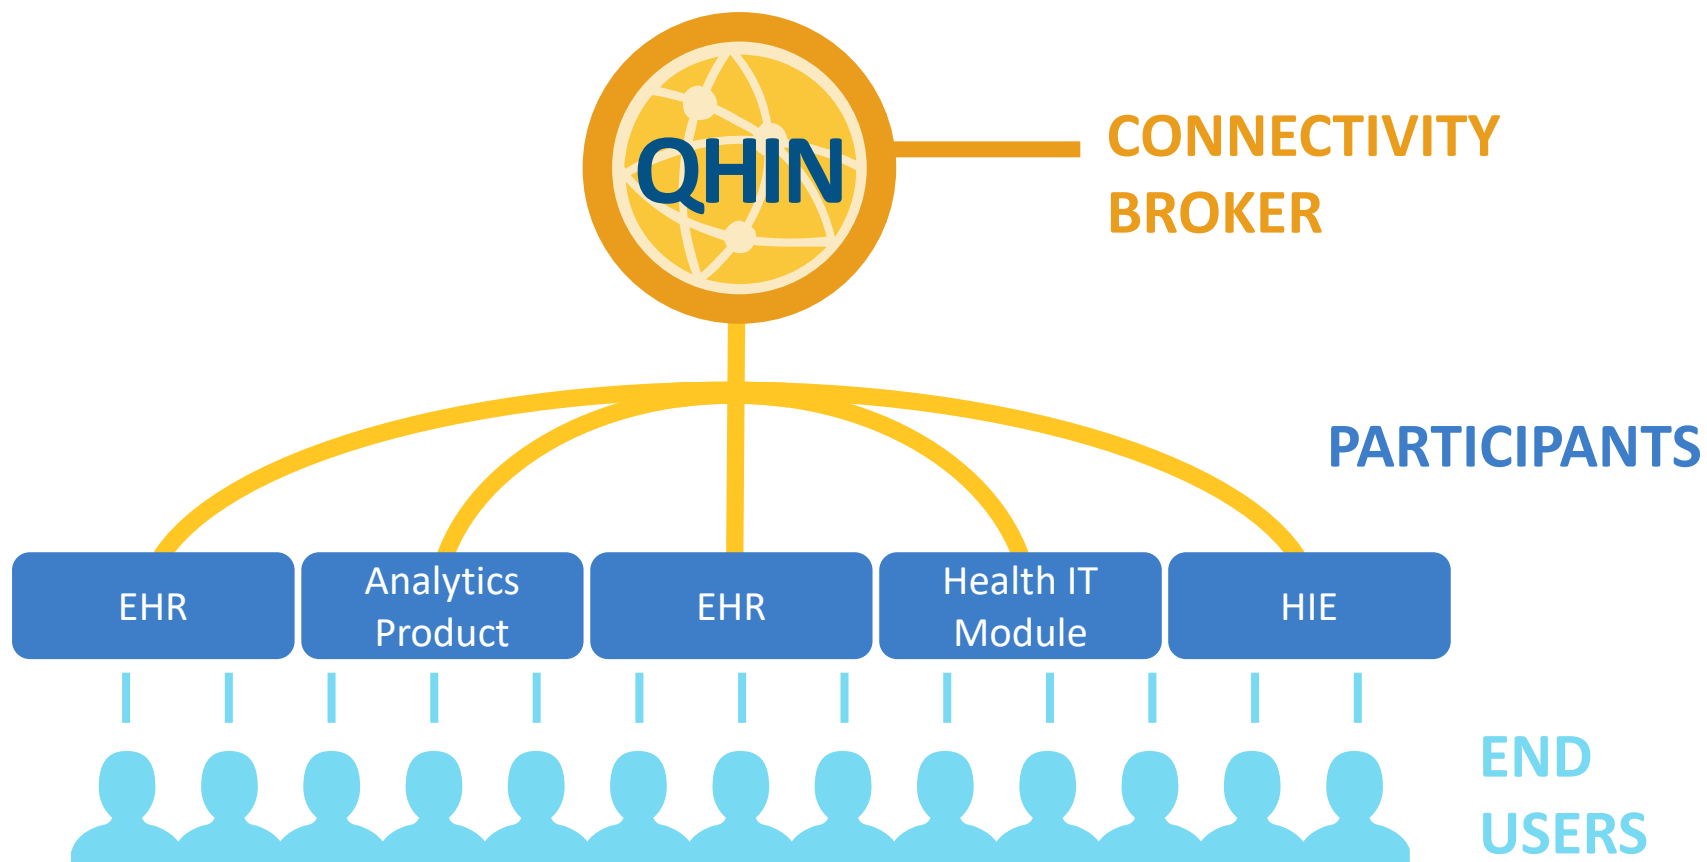 QHIN
CONNECTIVITY
BROKER
PARTICIPANTS
EHR
Analytics
Product
EHR
Health IT
Module
HIE
END
USERS